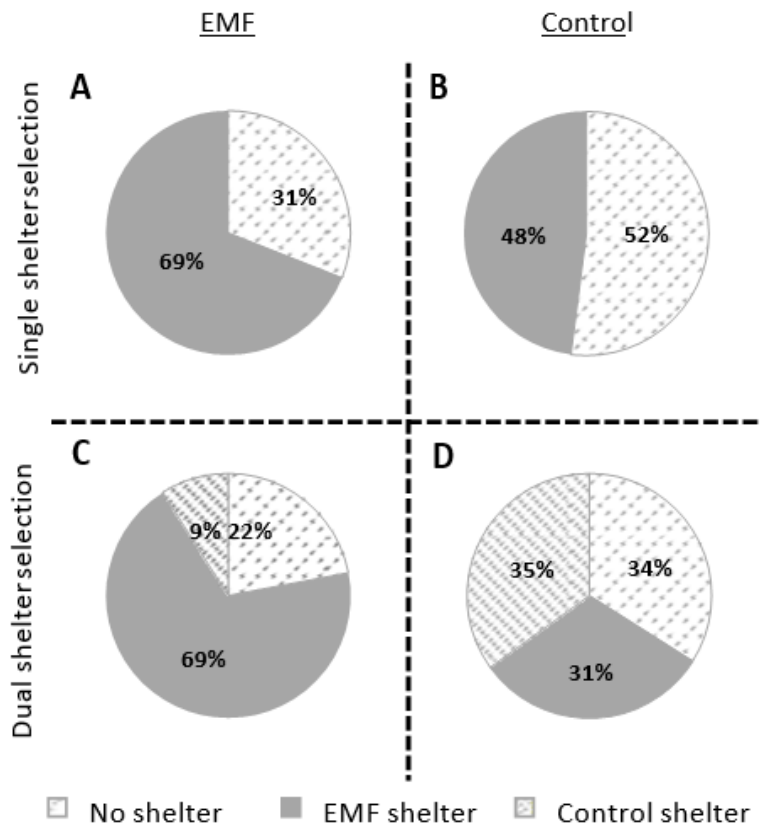 EMF Control
Single shelter selection
A B
31%
69%
48% 52%
Dual shelter selection
C D
9% 22%
69%
35% 34%
31%
No shelter EMF shelter Control shelter